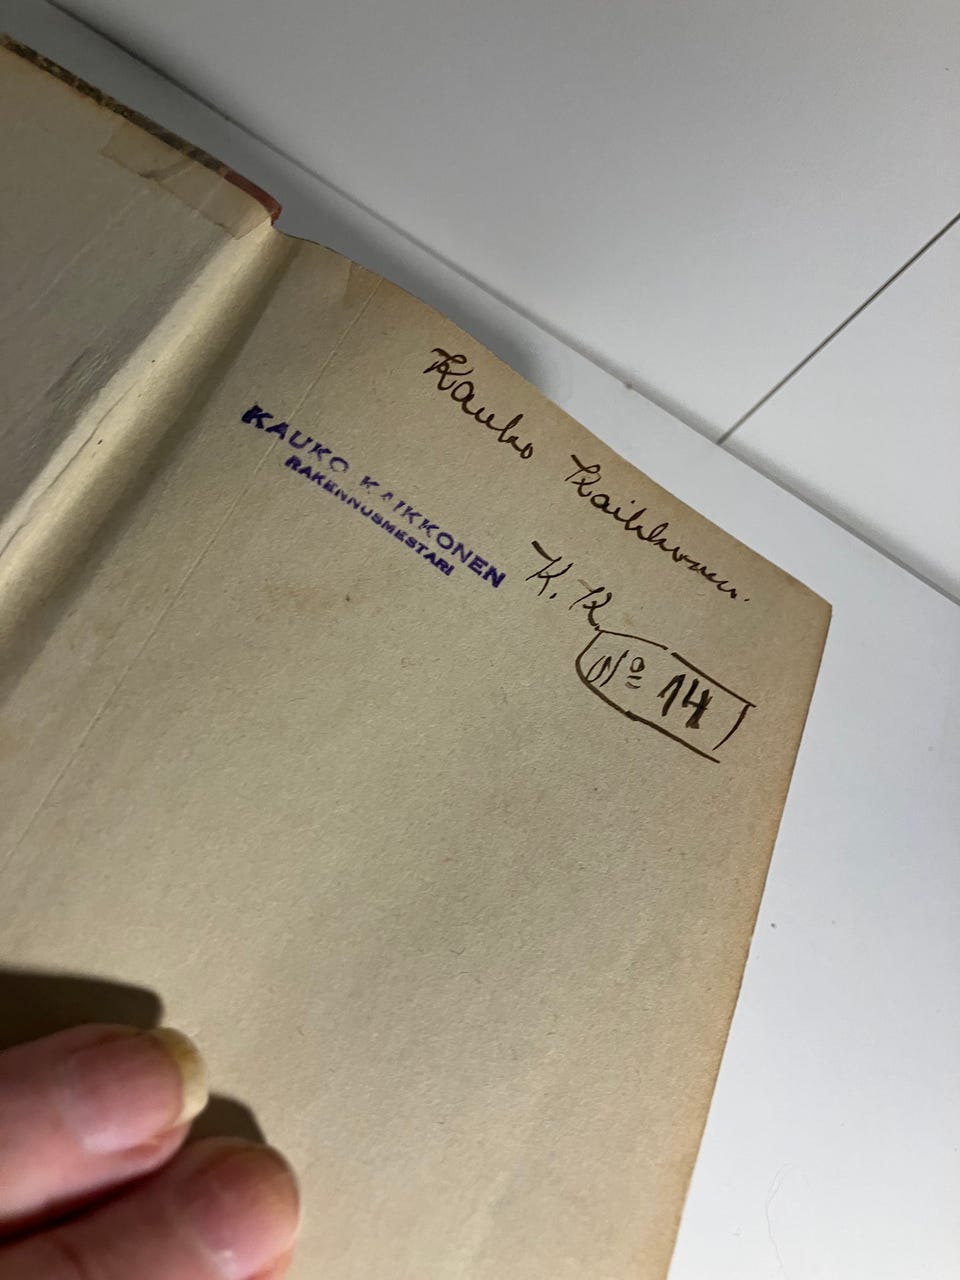 Kauko Kaikkonen.
KAUKO KAIKKONEN
RAKENNUSMESTARI
K. K.
No 14